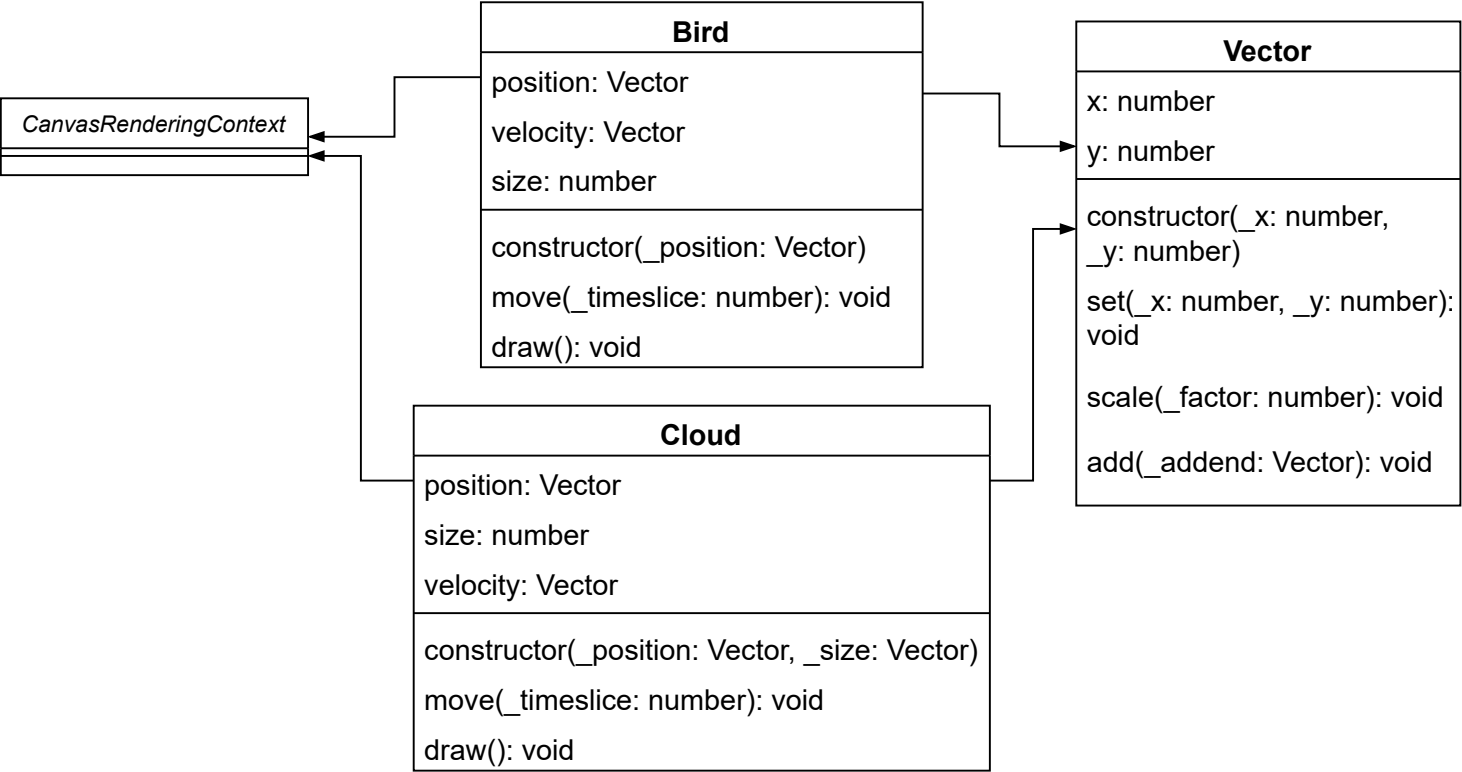 CanvasRenderingContext
Bird
position: Vector
velocity: Vector
size: number
constructor(_position: Vector)
move(_timeslice: number): void
draw(): void
Cloud
position: Vector
size: number
velocity: Vector
constructor(_position: Vector, _size: Vector)
move(_timeslice: number): void
draw(): void
Vector
x: number
y: number
constructor(_x: number,
_y: number)
set(_x: number, _y: number):
void
scale(_factor: number): void
add(_addend: Vector): void